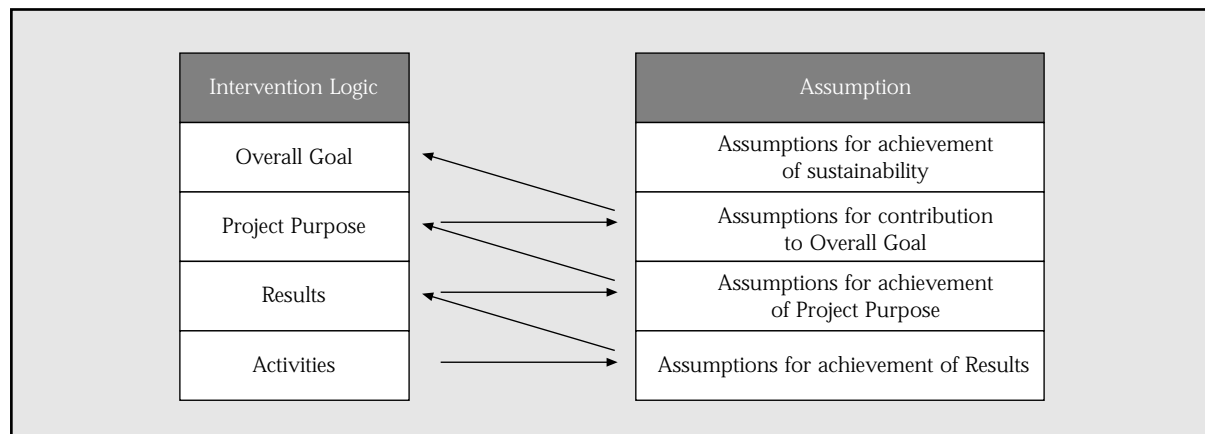 Intervention Logic
Assumption
Overall Goal
Assumptions for achievement
of sustainability
Project Purpose
Assumptions for contribution
to Overall Goal
Results
Assumptions for achievement
of Project Purpose
Activities
Assumptions for achievement of Results